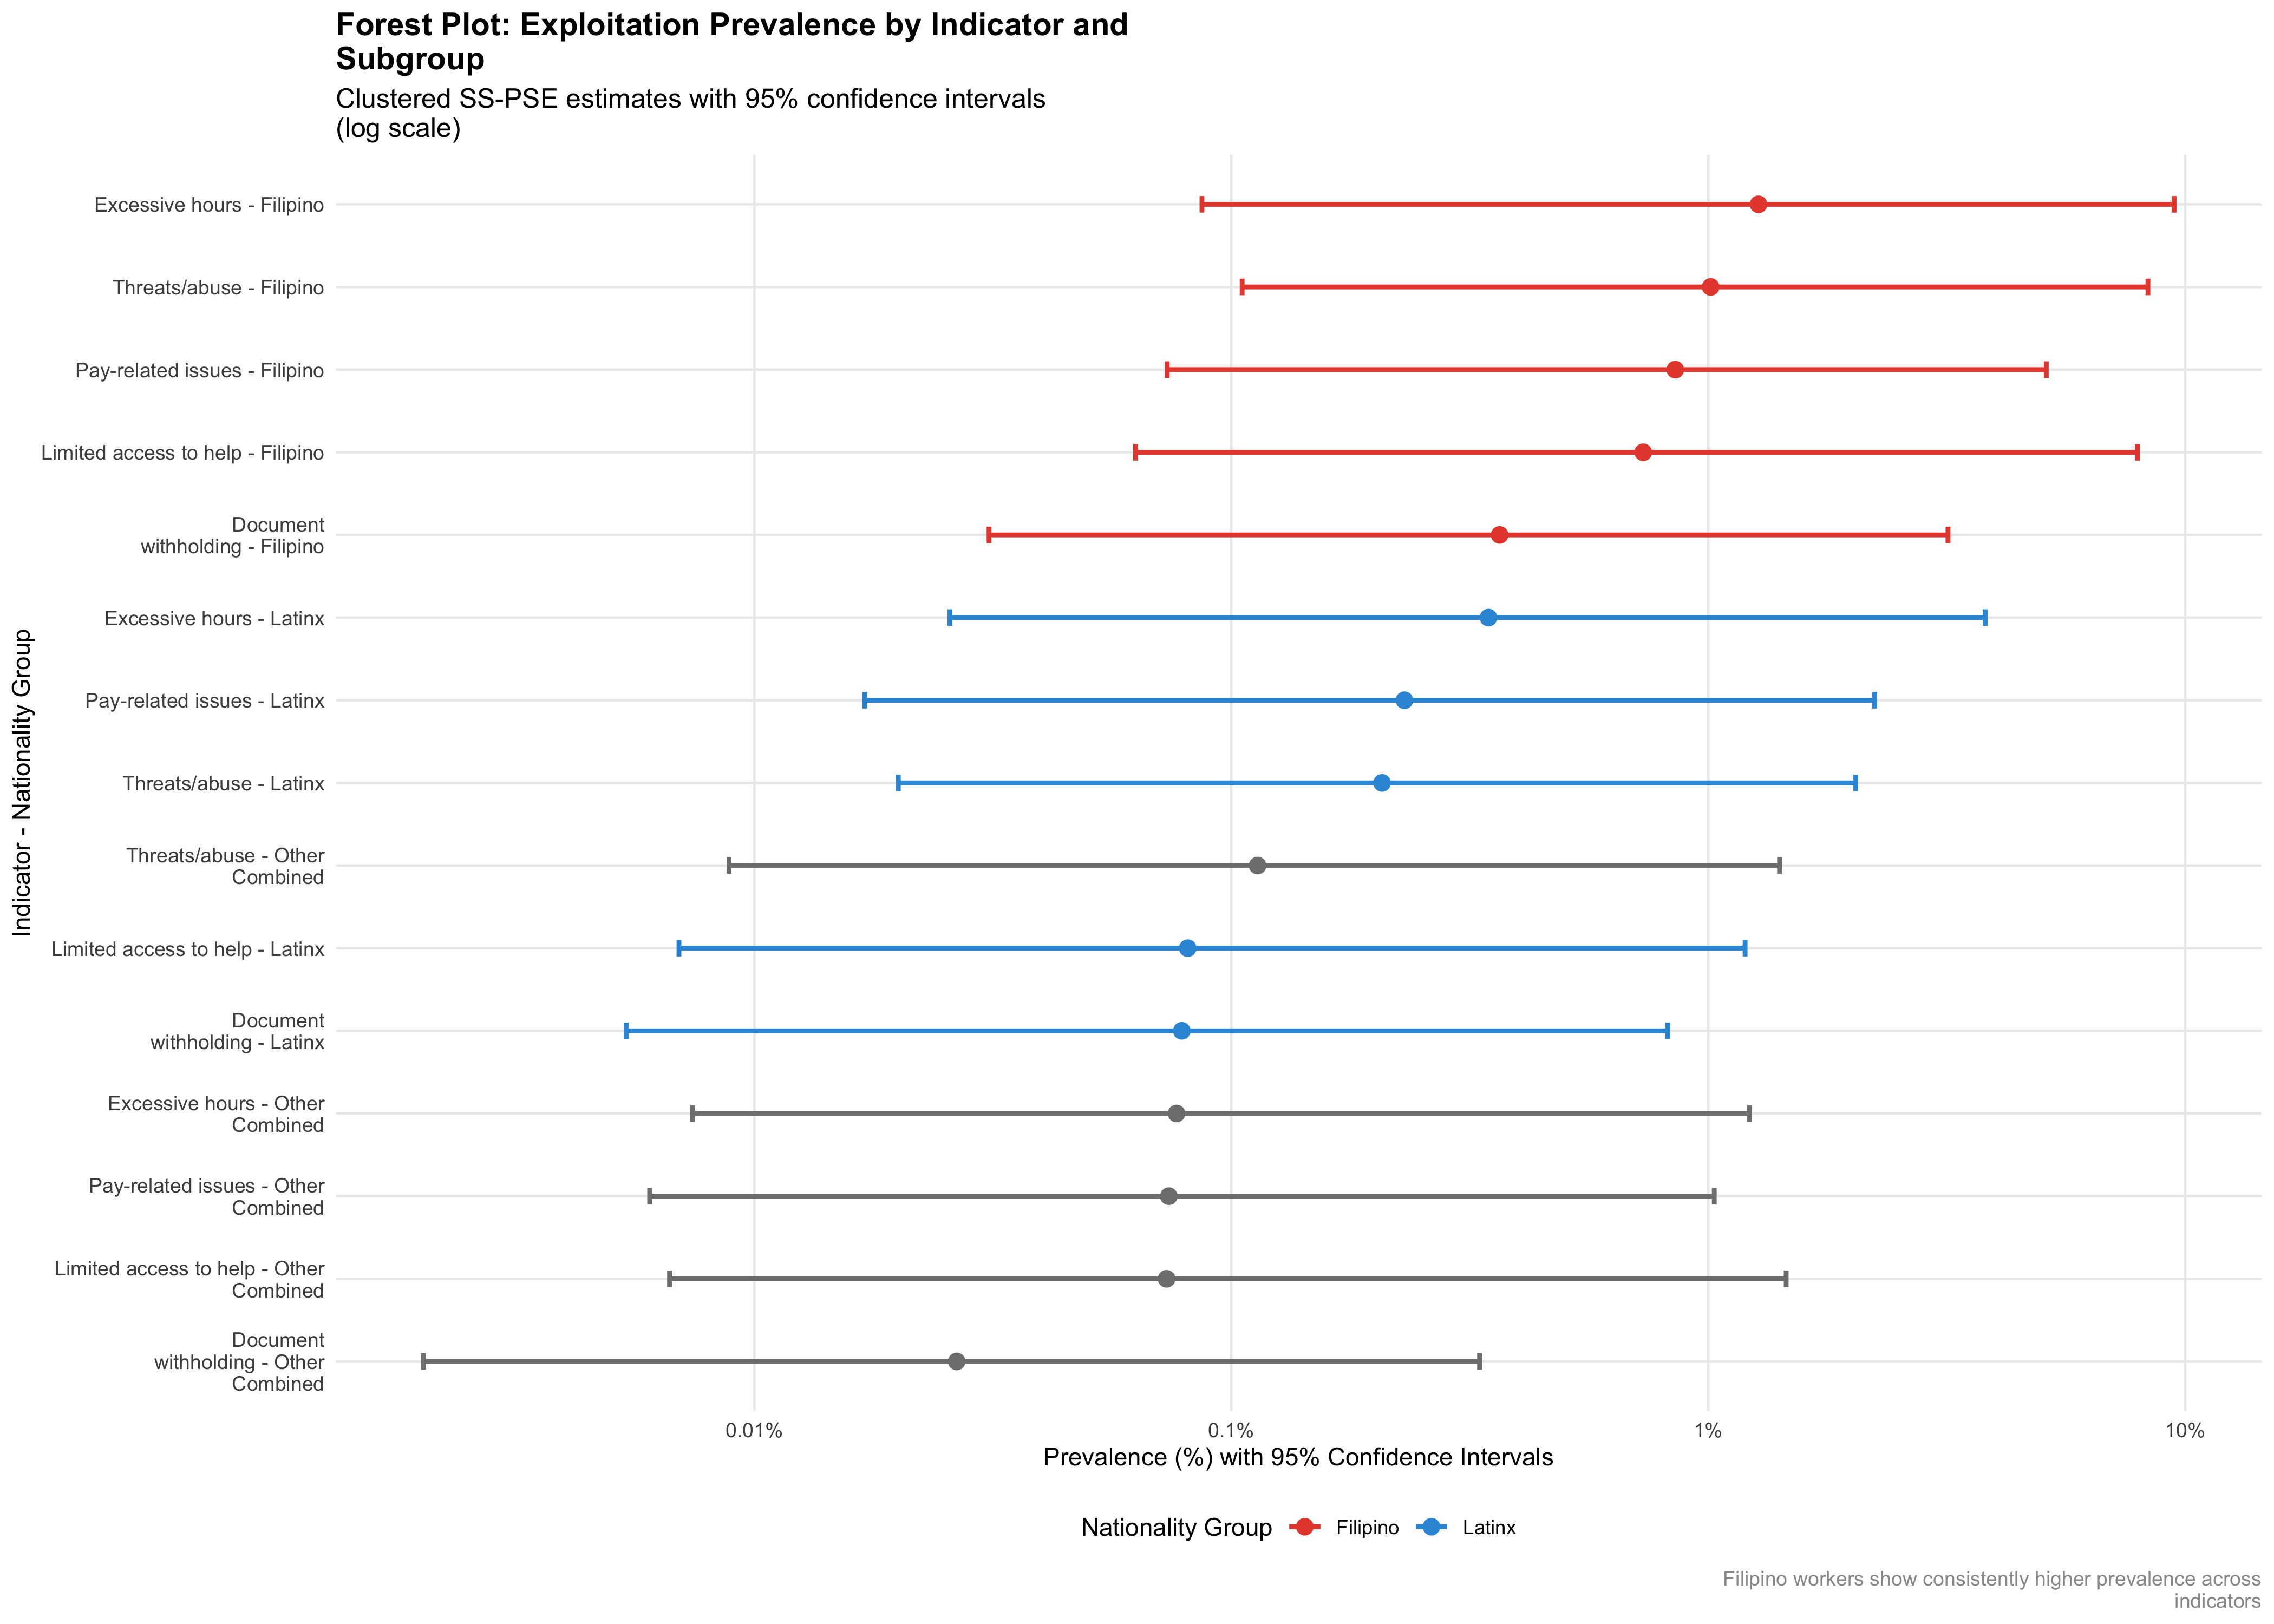 Forest Plot: Exploitation Prevalence by Indicator and
Subgroup
Clustered SS-PSE estimates with 95% confidence intervals
(log scale)
Indicator - Nationality Group
Excessive hours - Filipino
Threats/abuse - Filipino
Pay-related issues - Filipino
Limited access to help - Filipino
Document
withholding - Filipino
Excessive hours - Latinx
Pay-related issues - Latinx
Threats/abuse - Latinx
Threats/abuse - Other
Combined
Limited access to help - Latinx
Document
withholding - Latinx
Excessive hours - Other
Combined
Pay-related issues - Other
Combined
Limited access to help - Other
Combined
Document
withholding - Other
Combined
0.01% 0.1% 1% 10%
Prevalence (%) with 95% Confidence Intervals
Nationality Group Filipino Latinx
Filipino workers show consistently higher prevalence across
indicators